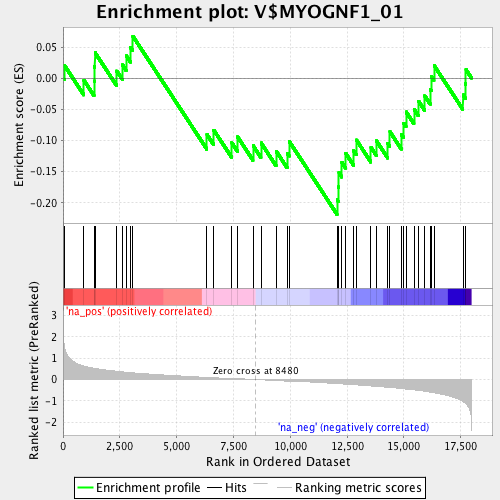 Enrichment plot: V$MYOGNF1_01
Enrichment score (ES)
0.05
0.00
-0.05
-0.10
-0.15
-0.20
'na_pos' (positively correlated)
Ranked list metric (PreRanked)
3
2
1
0
-1
-2
Zero cross at 8480
'na_neg' (negatively correlated)
0
2,500
5,000
7,500
10,000
12,500
15,000
17,500
Rank in Ordered Dataset
Enrichment profile
Hits
Ranking metric scores